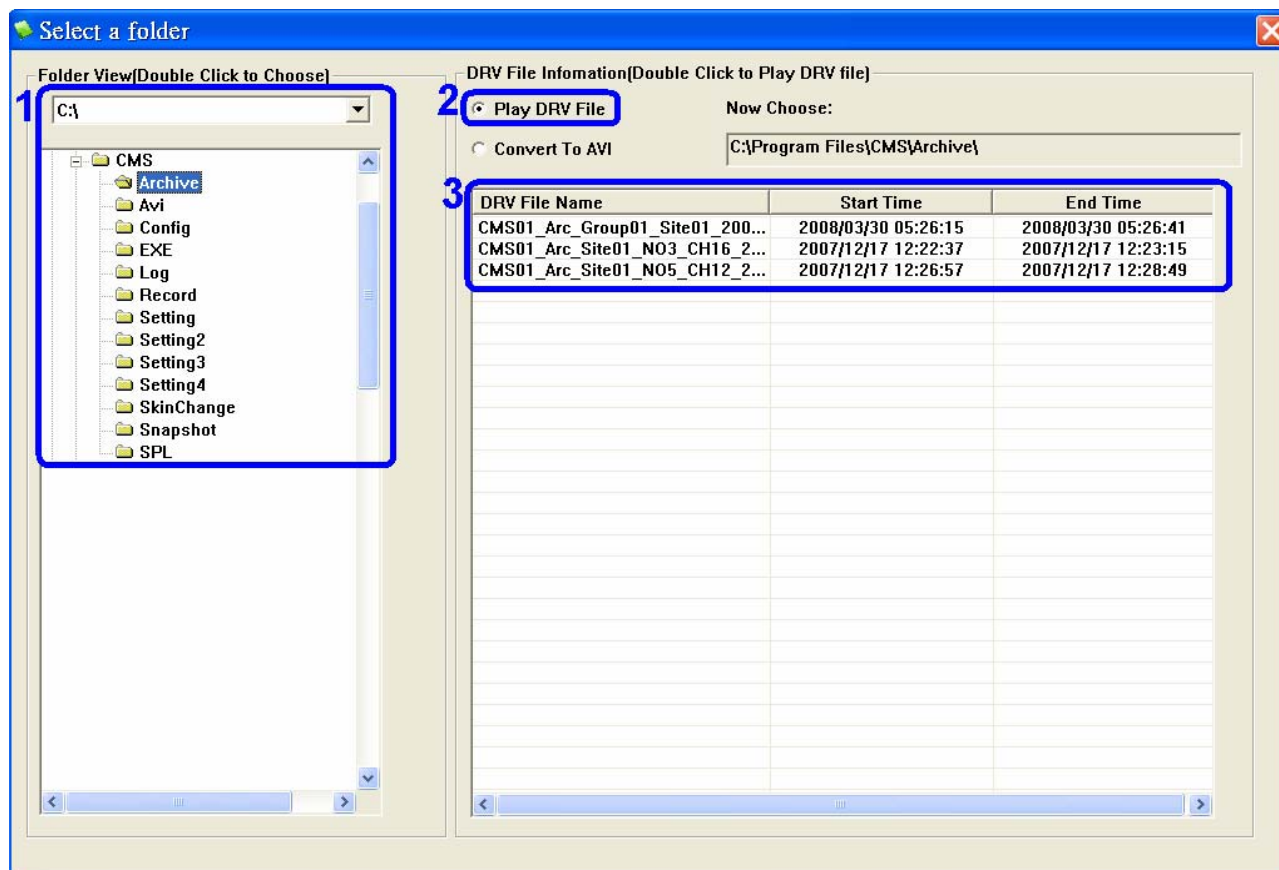 Select a folder
Folder View(Double Click to Choose)
1
C:\
CMS
Archive
Avi
Config
EXE
Log
Record
Setting
Setting2
Setting3
Setting4
SkinChange
Snapshot
SPL
DRV File Infomation(Double Click to Play DRV file)
2
Play DRV File
Now Choose:
Convert To AVI
C:\Program Files\CMS\Archive\
3
DRV File Name Start Time End Time
CMS01_Arc_Group01_Site01_200... 2008/03/30 05:26:15 2008/03/30 05:26:41
CMS01_Arc_Site01_NO3_CH16_2... 2007/12/17 12:22:37 2007/12/17 12:23:15
CMS01_Arc_Site01_NO5_CH12_2... 2007/12/17 12:26:57 2007/12/17 12:28:49